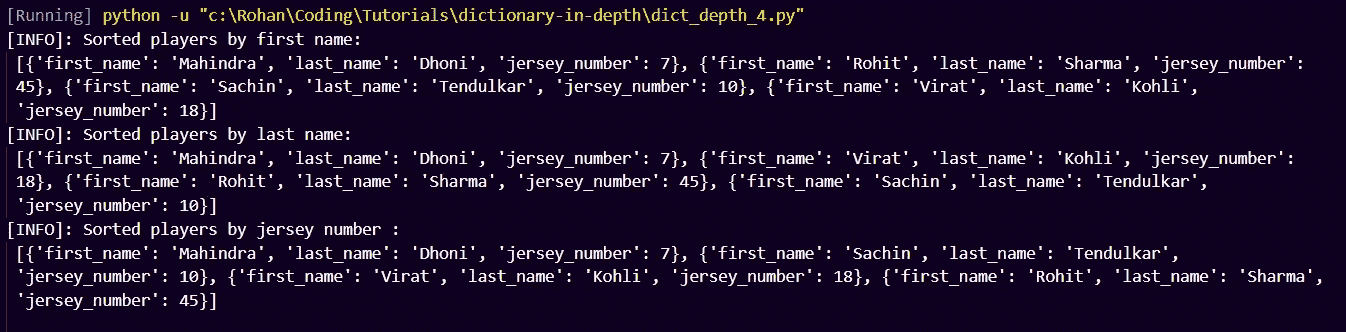 [Running] python -u "c:\Rohan\Coding\Tutorials\dictionary-in-depth\dict_depth_4.py"
[INFO]: Sorted players by first name:
[{'first_name': 'Mahindra', 'last_name': 'Dhoni', 'jersey_number': 7}, {'first_name': 'Rohit', 'last_name': 'Sharma', 'jersey_number':
45}, {'first_name': 'Sachin', 'last_name': 'Tendulkar', 'jersey_number': 10}, {'first_name': 'Virat', 'last_name': 'Kohli',
'jersey_number': 18}]
[INFO]: Sorted players by last name:
[{'first_name': 'Mahindra', 'last_name': 'Dhoni', 'jersey_number': 7}, {'first_name': 'Virat', 'last_name': 'Kohli', 'jersey_number':
18}, {'first_name': 'Rohit', 'last_name': 'Sharma', 'jersey_number': 45}, {'first_name': 'Sachin', 'last_name': 'Tendulkar',
'jersey_number': 10}]
[INFO]: Sorted players by jersey number :
[{'first_name': 'Mahindra', 'last_name': 'Dhoni', 'jersey_number': 7}, {'first_name': 'Sachin', 'last_name': 'Tendulkar',
'jersey_number': 10}, {'first_name': 'Virat', 'last_name': 'Kohli', 'jersey_number': 18}, {'first_name': 'Rohit', 'last_name': 'Sharma',
'jersey_number': 45}]